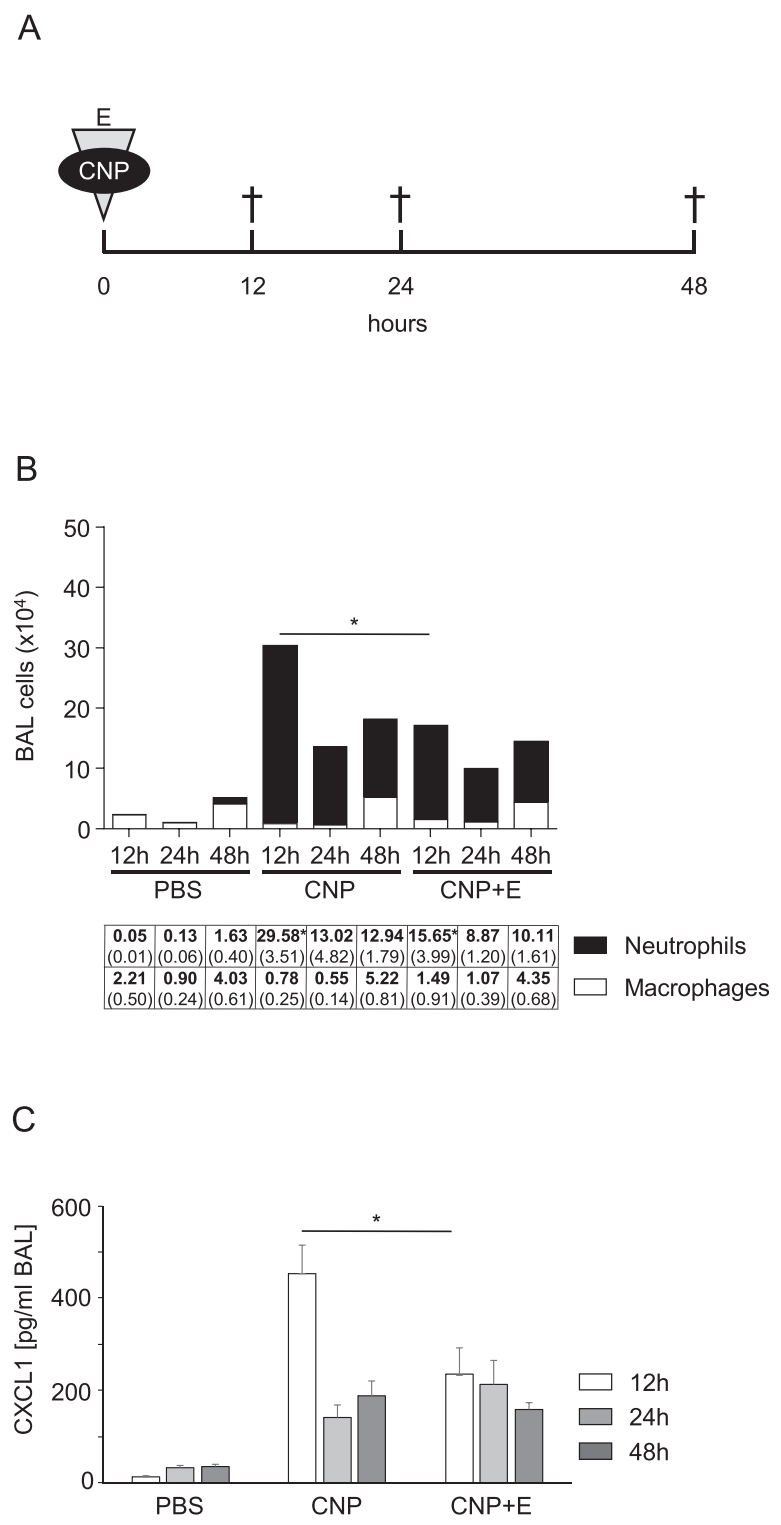 A
E
CNP
† † †
0 12 24 48
hours
B
50
40
30
20
10
0
BAL cells (x10⁴)
*
12h 24h 48h 12h 24h 48h 12h 24h 48h
PBS CNP CNP+E
0.05 0.13 1.63 29.58* 13.02 12.94 15.65* 8.87 10.11
(0.01) (0.06) (0.40) (3.51) (4.82) (1.79) (3.99) (1.20) (1.61)
2.21 0.90 4.03 0.78 0.55 5.22 1.49 1.07 4.35
(0.50) (0.24) (0.61) (0.25) (0.14) (0.81) (0.91) (0.39) (0.68)
Neutrophils
Macrophages
C
600
400
200
0
CXCL1 [pg/ml BAL]
*
PBS CNP CNP+E
12h
24h
48h